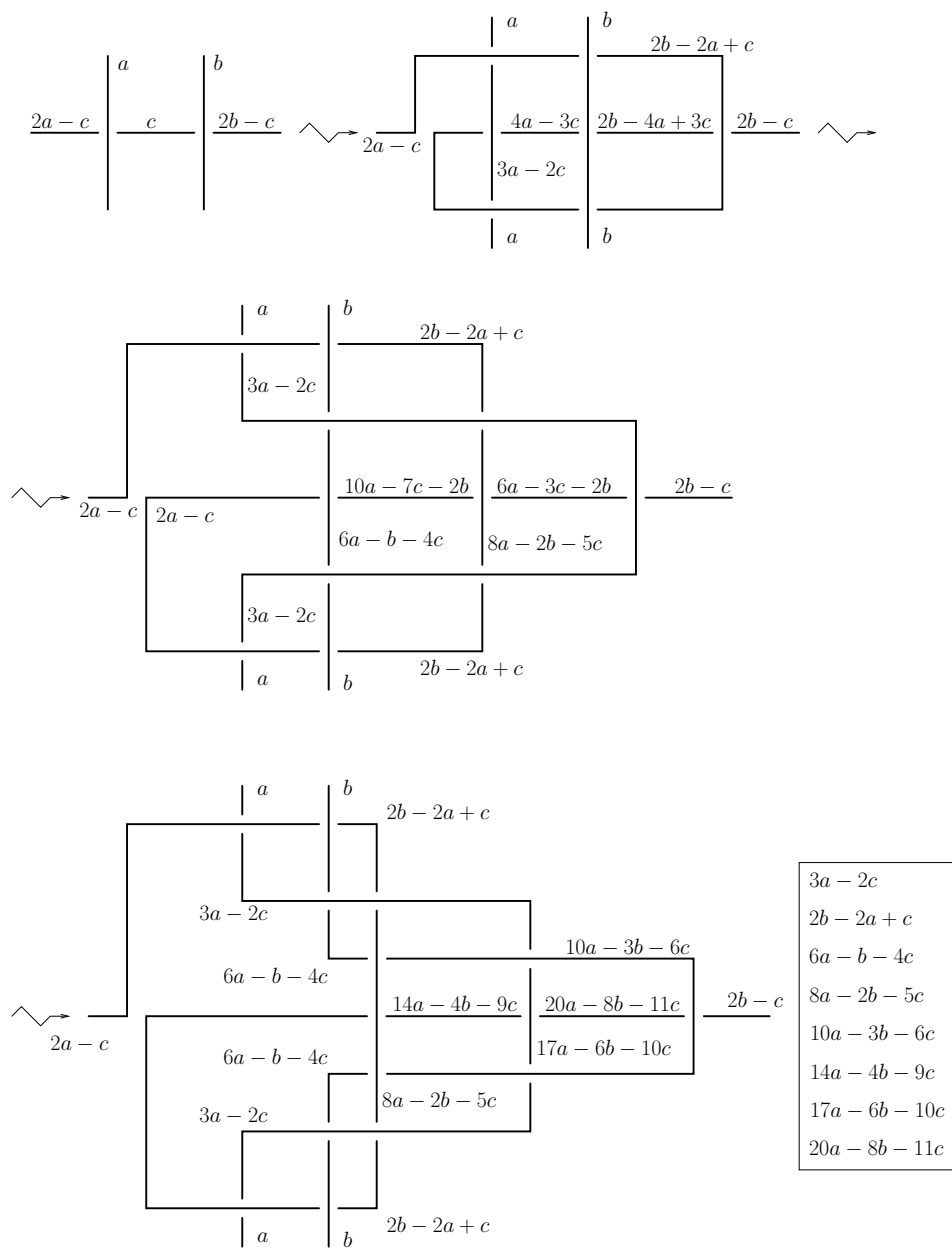 a
b
2a − c
c
2b − c
a
b
2b − 2a + c
2a − c
4a − 3c
2b − 4a + 3c
2b − c
3a − 2c
a
b
a
b
2b − 2a + c
3a − 2c
2a − c
2a − c
10a − 7c − 2b
6a − 3c − 2b
2b − c
6a − b − 4c
8a − 2b − 5c
3a − 2c
a
b
2b − 2a + c
a
b
2b − 2a + c
3a − 2c
6a − b − 4c
10a − 3b − 6c
2a − c
14a − 4b − 9c
20a − 8b − 11c
2b − c
6a − b − 4c
17a − 6b − 10c
3a − 2c
8a − 2b − 5c
a
b
2b − 2a + c
3a − 2c
2b − 2a + c
6a − b − 4c
8a − 2b − 5c
10a − 3b − 6c
14a − 4b − 9c
17a − 6b − 10c
20a − 8b − 11c